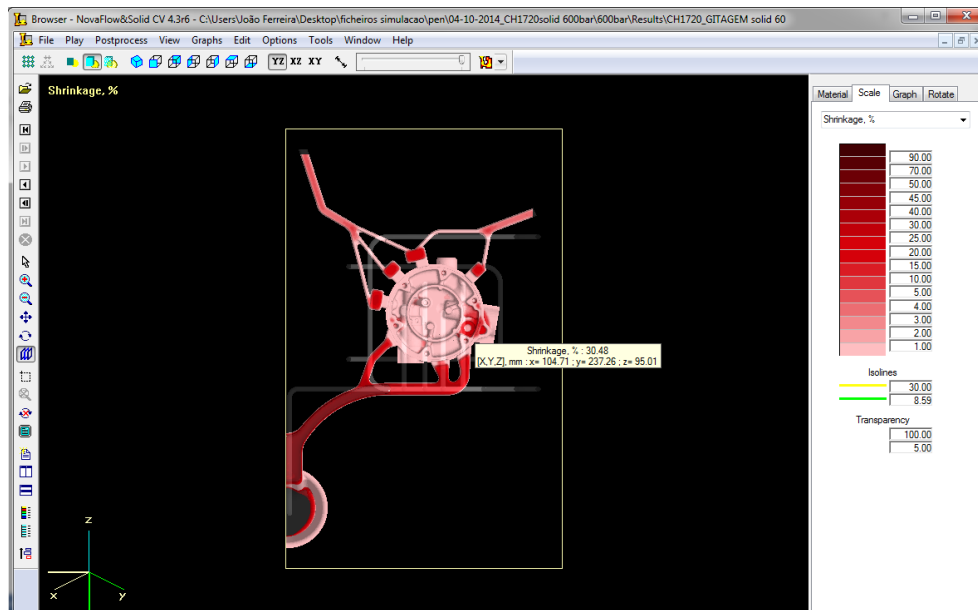 Browser - NovaFlow&Solid CV 4.3r6 - C:\Users\João Ferreira\Desktop\ficheiros simulacao\pen\04-10-2014_CH1720solid 600bar\600bar\Results\CH1720_GITAGEM solid 60
File Play Postprocess View Graphs Edit Options Tools Window Help
YZ XZ XY
Shrinkage, %
Material Scale Graph Rotate
Shrinkage, %
90.00
70.00
50.00
45.00
40.00
30.00
25.00
20.00
15.00
10.00
5.00
4.00
3.00
2.00
1.00
Shrinkage, % : 30.48
[X,Y,Z], mm : x= 104.71 ; y= 237.26 ; z= 95.01
Isolines
30.00
8.59
Transparency
100.00
5.00
z
x
y